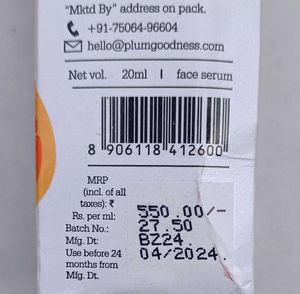 "Mktd By" address on pack.
+91-75064-96604
hello@plumgoodness.com
Net vol. 20ml | face serum
8 906118 412600
MRP
(incl. of all
taxes): ₹ 550.00/-
Rs. per ml: 27.50
Batch No.: BZ24
Mfg. Dt: 04/2024
Use before 24
months from
Mfg. Dt.